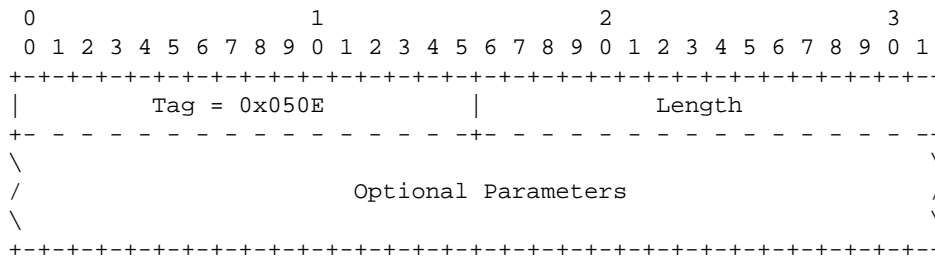 0                   1                   2                   3
0 1 2 3 4 5 6 7 8 9 0 1 2 3 4 5 6 7 8 9 0 1 2 3 4 5 6 7 8 9 0 1
+-+-+-+-+-+-+-+-+-+-+-+-+-+-+-+-+-+-+-+-+-+-+-+-+-+-+-+-+-+-+-+-
|         Tag = 0x050E          |            Length
+- - - - - - - - - - - - - - - -+- - - - - - - - - - - - - - - --
\                                                               \
/                       Optional Parameters                     /
\                                                               \
+-+-+-+-+-+-+-+-+-+-+-+-+-+-+-+-+-+-+-+-+-+-+-+-+-+-+-+-+-+-+-+-